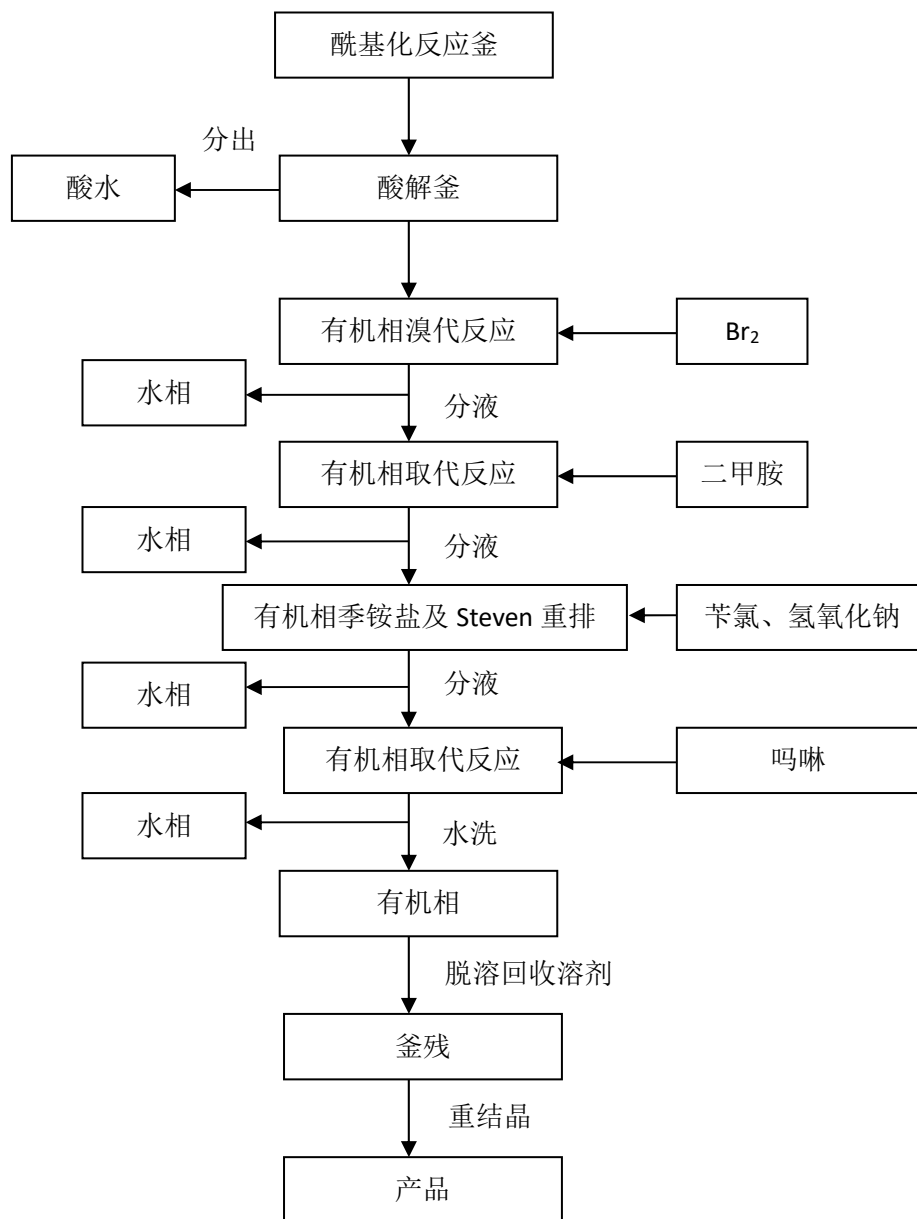 酰基化反应釜
分出
酸水
酸解釜
有机相溴代反应
Br₂
水相
分液
有机相取代反应
二甲胺
水相
分液
有机相季铵盐及 Steven 重排
苄氯、氢氧化钠
水相
分液
有机相取代反应
吗啉
水相
水洗
有机相
脱溶回收溶剂
釜残
重结晶
产品